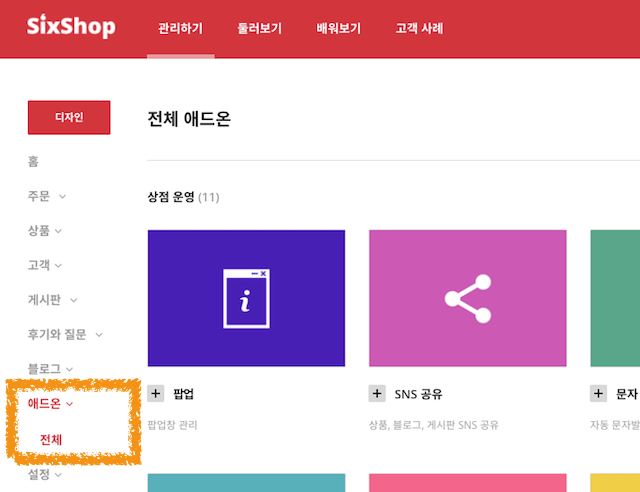 SixShop 관리하기 둘러보기 배워보기 고객 사례
디자인
홈
주문
상품
고객
게시판
후기와 질문
블로그
애드온
전체
설정
전체 애드온
상점 운영 (11)
i
+ 팝업
팝업창 관리
+ SNS 공유
상품, 블로그, 게시판 SNS 공유
+ 문자
자동 문자발